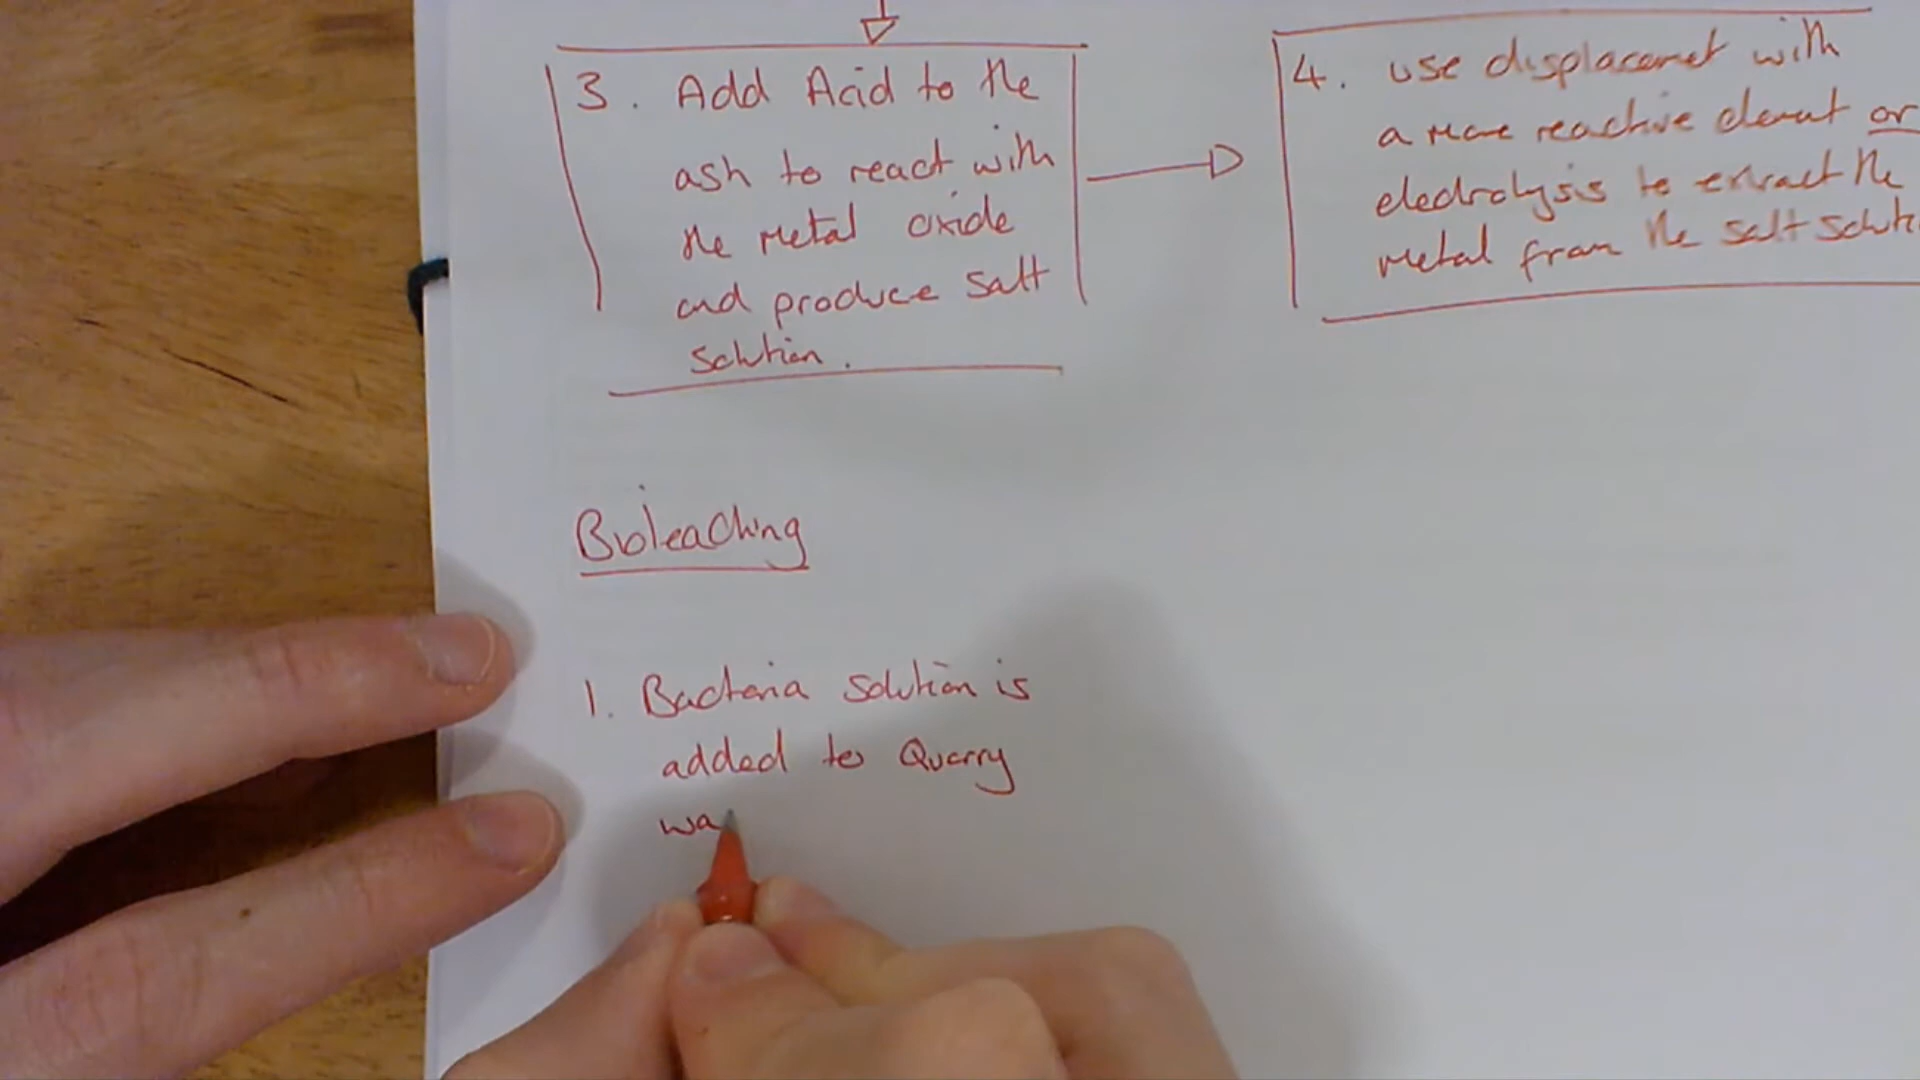 3. Add Acid to the
ash to react with
the metal oxide
and produce salt
solution.
4. use displacemet with
a more reactive element or
electrolysis to extract the
metal from the salt soluti
Bioleaching
1. Bacteria solution is
added to Quarry
wa